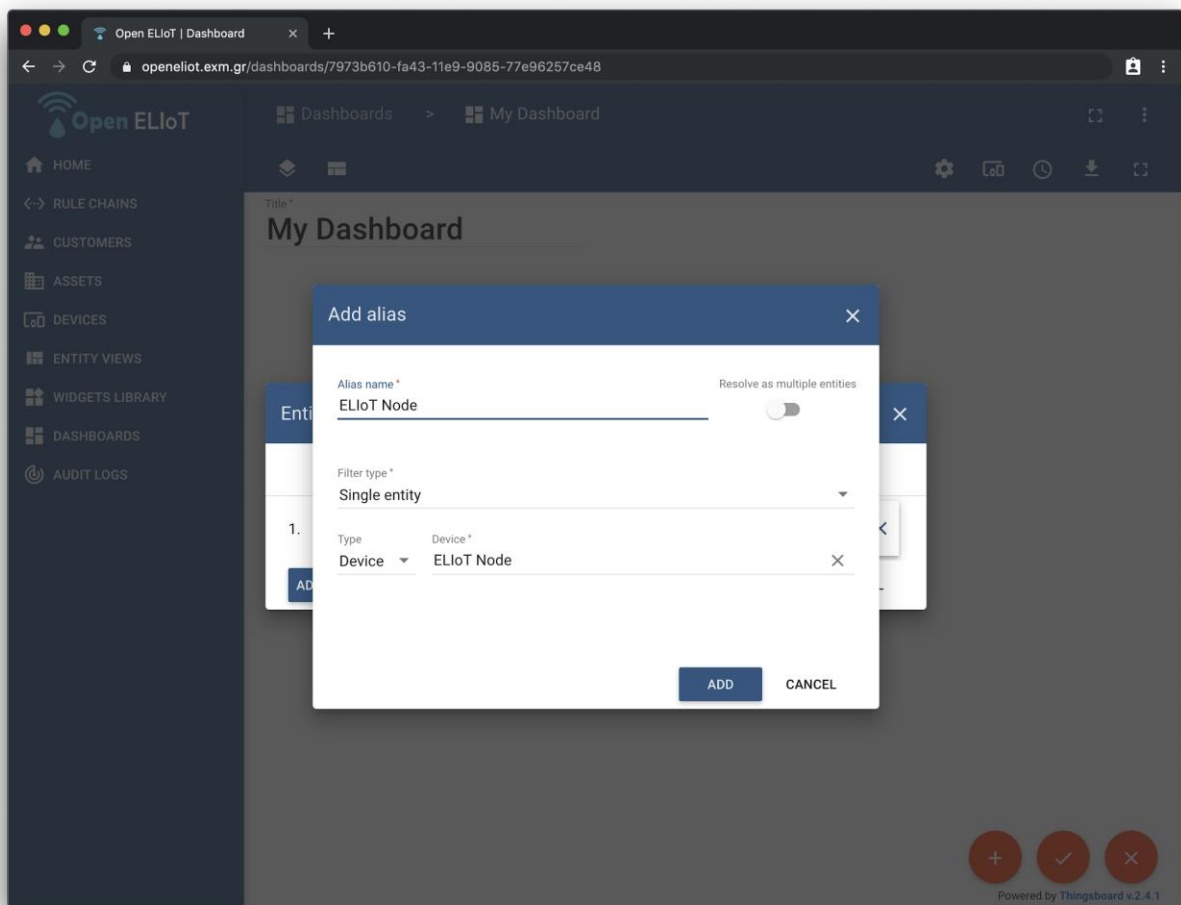 Open ELIoT | Dashboard
openeliot.exm.gr/dashboards/7973b610-fa43-11e9-9085-77e96257ce48
Open ELIoT
Dashboards > My Dashboard
HOME
RULE CHAINS
CUSTOMERS
ASSETS
DEVICES
ENTITY VIEWS
WIDGETS LIBRARY
DASHBOARDS
AUDIT LOGS
Title *
My Dashboard
Add alias
Alias name *
Resolve as multiple entities
ELIoT Node
Enti
Filter type *
Single entity
1.
Type
Device *
Device
ELIoT Node
AD
ADD
CANCEL
Powered by Thingsboard v.2.4.1